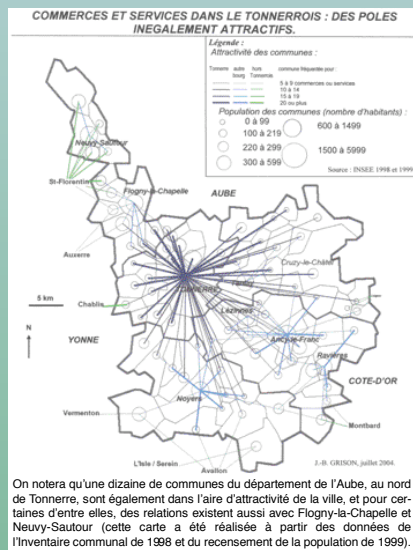 COMMERCES ET SERVICES DANS LE TONNERROIS : DES POLES
INEGALEMENT ATTRACTIFS.
Légende :
Attractivité des communes :
Tonnerre autre bourg hors Tonnerrois commune fréquentée pour :
5 à 9 commerces ou services
10 à 14
15 à 19
20 ou plus
Population des communes (nombre d'habitants) :
0 à 99
100 à 219
220 à 299
300 à 599
600 à 1499
1500 à 5999
Source : INSEE 1998 et 1999
Neuvy-Sautour
St-Florentin
Flogny-la-Chapelle
AUBE
Auxerre
Cruzy-le-Châtel
TONNERRE
Tanlay
5 km
Chablis
Lézinnes
N
YONNE
Ancy-le-Franc
Ravières
COTE-D'OR
Noyers
Vermenton
Montbard
L'Isle / Serain
Avallon
J.-B. GRISON, juillet 2004.
On notera qu'une dizaine de communes du département de l'Aube, au nord
de Tonnerre, sont également dans l'aire d'attractivité de la ville, et pour cer-
taines d'entre elles, des relations existent aussi avec Flogny-la-Chapelle et
Neuvy-Sautour (cette carte a été réalisée à partir des données de
l'Inventaire communal de 1998 et du recensement de la population de 1999).